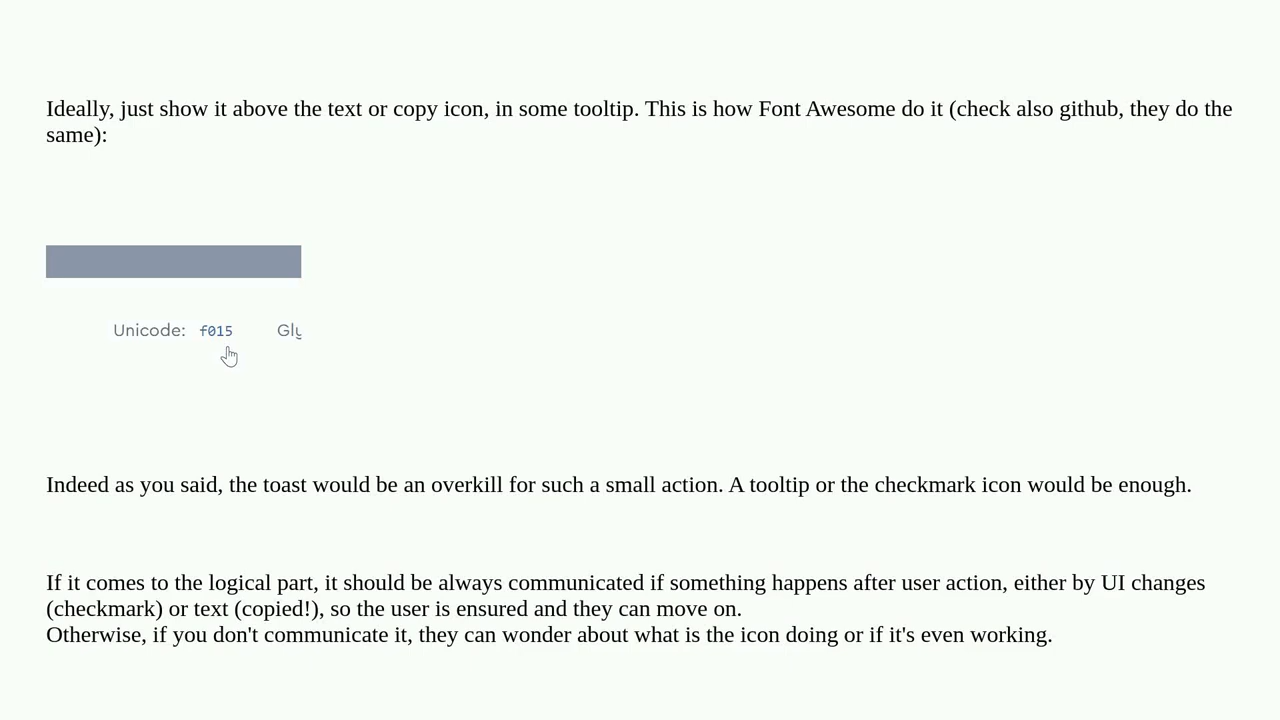 Ideally, just show it above the text or copy icon, in some tooltip. This is how Font Awesome do it (check also github, they do the
same):
Unicode: f015 Gly
Indeed as you said, the toast would be an overkill for such a small action. A tooltip or the checkmark icon would be enough.
If it comes to the logical part, it should be always communicated if something happens after user action, either by UI changes
(checkmark) or text (copied!), so the user is ensured and they can move on.
Otherwise, if you don't communicate it, they can wonder about what is the icon doing or if it's even working.